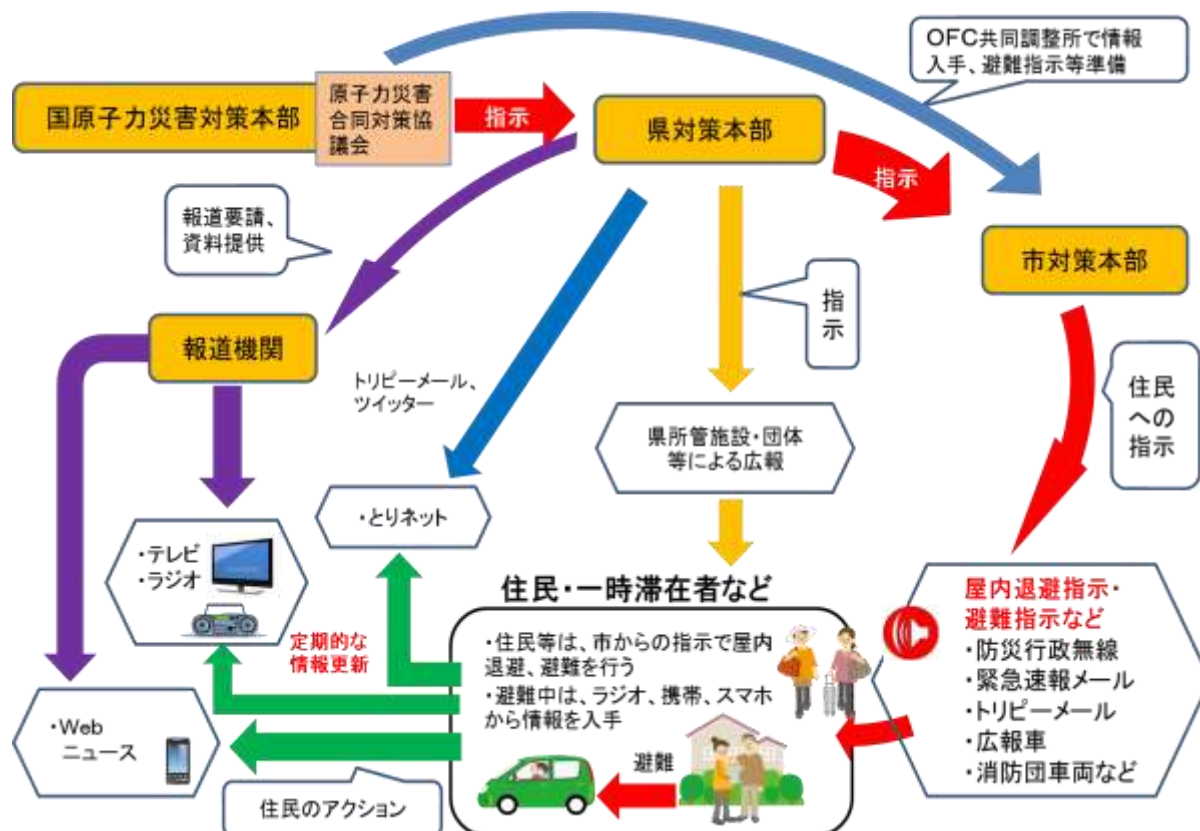 OFC共同調整所で情報
入手、避難指示等準備
国原子力災害対策本部
原子力災害
合同対策協
議会
指示
県対策本部
指示
報道要請、
資料提供
市対策本部
指
示
報道機関
トリピーメール、
ツイッター
住民
への
指示
県所管施設・団体
等による広報
・とりネット
・テレビ
・ラジオ
住民・一時滞在者など
屋内退避指示・
避難指示など
・防災行政無線
・緊急速報メール
・トリピーメール
・広報車
・消防団車両など
定期的な
情報更新
・住民等は、市からの指示で屋内
退避、避難を行う
・避難中は、ラジオ、携帯、スマホ
から情報を入手
・Web
ニュース
避難
住民のアクション